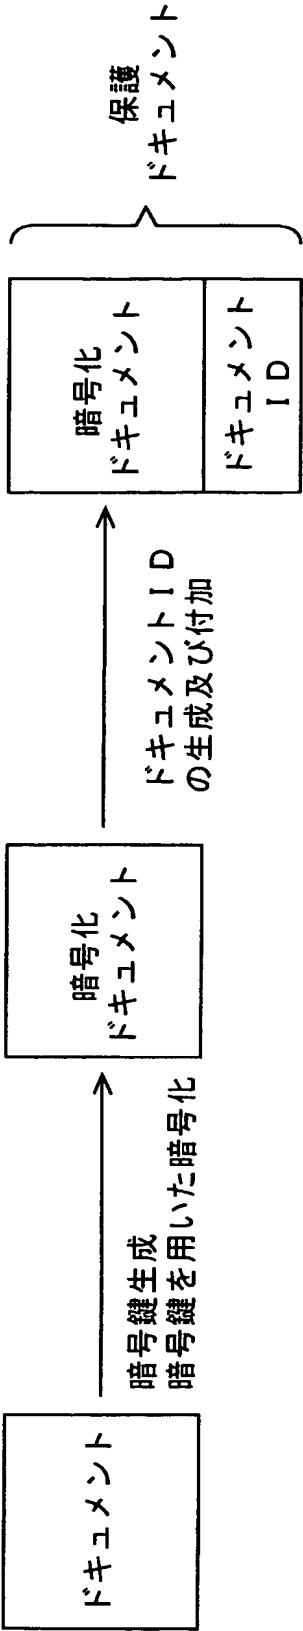 ドキュメント
暗号鍵生成
暗号鍵を用いた暗号化
暗号化
ドキュメント
ドキュメントＩＤ
の生成及び付加
暗号化
ドキュメント
ドキュメント
ＩＤ
保護
ドキュメント